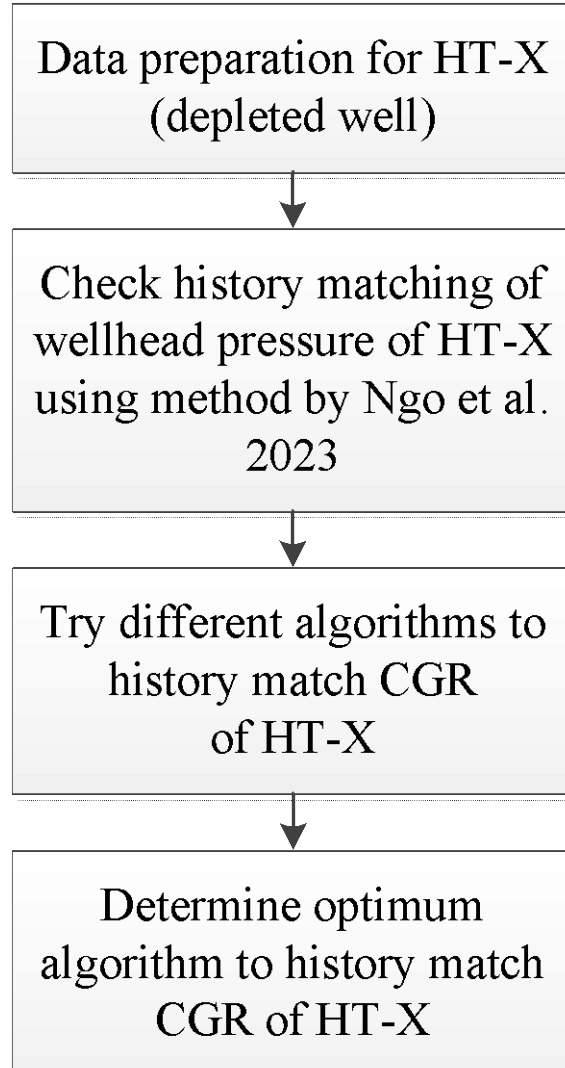 Data preparation for HT-X
(depleted well)
Check history matching of
wellhead pressure of HT-X
using method by Ngo et al.
2023
Try different algorithms to
history match CGR
of HT-X
Determine optimum
algorithm to history match
CGR of HT-X